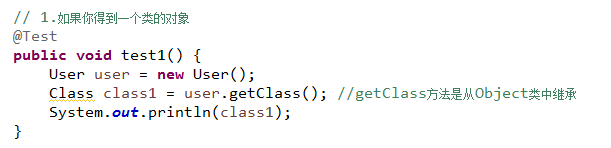 // 1.如果你得到一个类的对象
@Test
public void test1() {
    User user = new User();
    Class class1 = user.getClass(); //getClass方法是从Object类中继承
    System.out.println(class1);
}